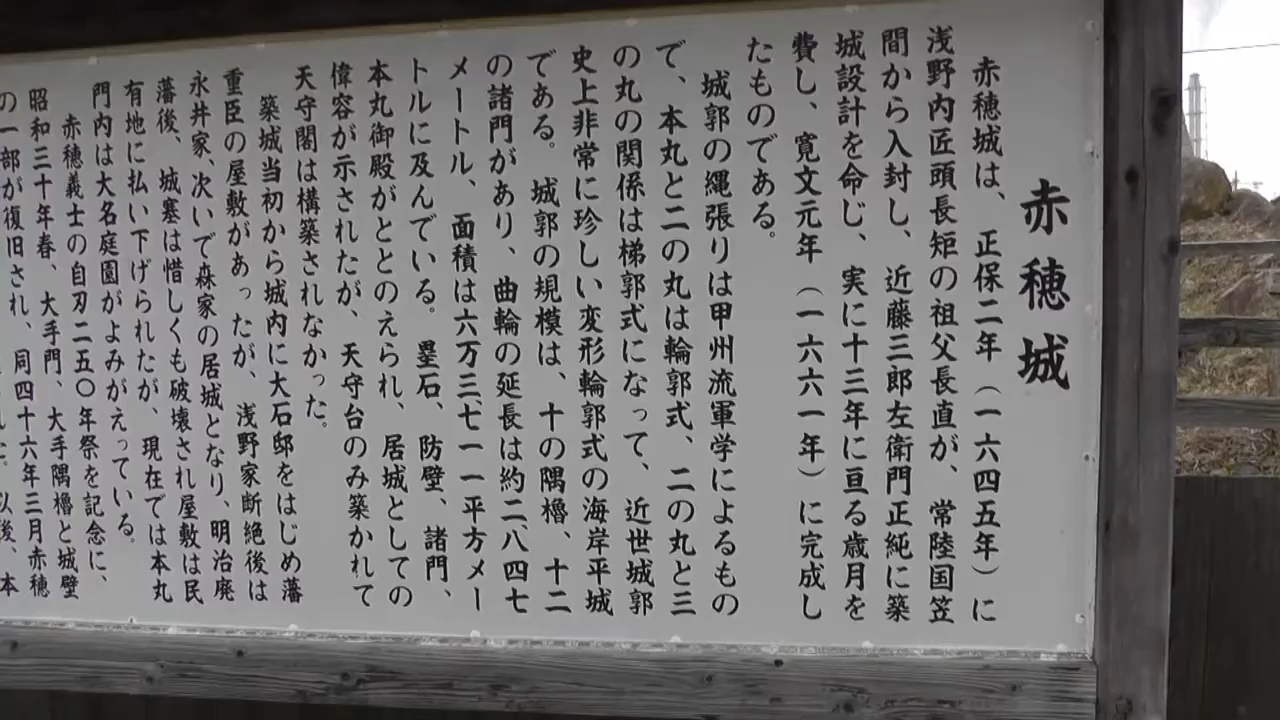 赤穂城
赤穂城は、正保二年（一六四五年）に
浅野内匠頭長矩の祖父長直が、常陸国笠
間から入封し、近藤三郎左衛門正純に築
城設計を命じ、実に十三年に亘る歳月を
費し、寛文元年（一六六一年）に完成し
たものである。
城郭の縄張りは甲州流軍学によるもの
で、本丸と二の丸は輪郭式、二の丸と三
の丸の関係は梯郭式になって、近世城郭
史上非常に珍しい変形輪郭式の海岸平城
である。城郭の規模は、十の隅櫓、十二
の諸門があり、曲輪の延長は約二、八四七
メートル、面積は六万三、七一一平方メー
トルに及んでいる。塁石、防壁、諸門、
本丸御殿がととのえられ、居城としての
偉容が示されたが、天守台のみ築かれて
天守閣は構築されなかった。
築城当初から城内に大石邸をはじめ藩
重臣の屋敷があったが、浅野家断絶後は
永井家、次いで森家の居城となり、明治廃
藩後、城塞は惜しくも破壊され屋敷は民
有地に払い下げられたが、現在では本丸
門内は大名庭園がよみがえっている。
赤穂義士の自刃二五〇年祭を記念に、
昭和三十年春、大手門、大手隅櫓と城壁
の一部が復旧され、同四十六年三月赤穂
以後、本